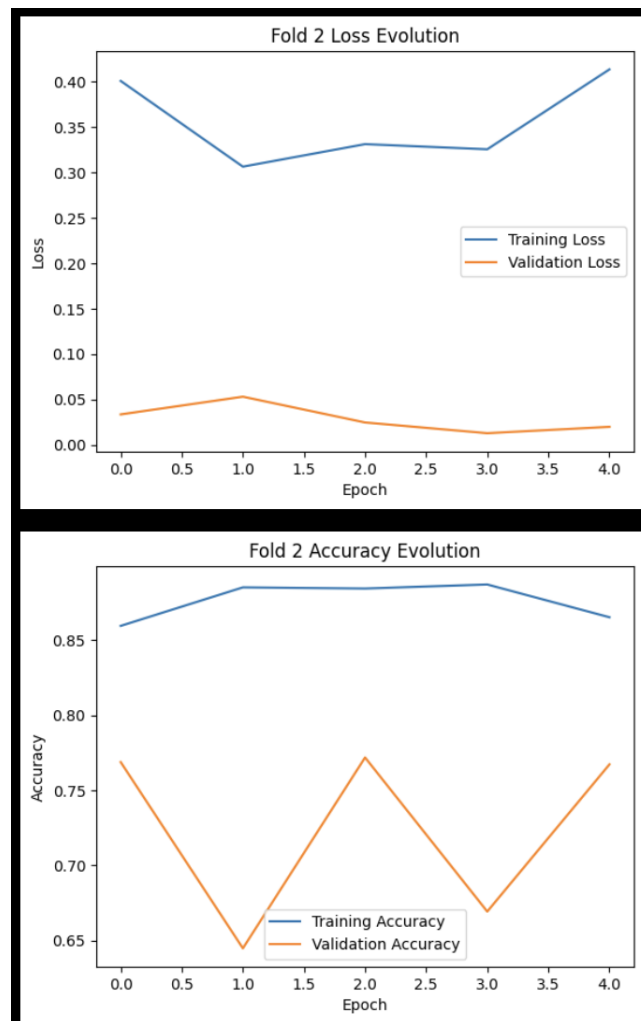 Fold 2 Loss Evolution
0.40
0.35
0.30
0.25
0.20
0.15
0.10
0.05
0.00
Loss
Training Loss
Validation Loss
0.0 0.5 1.0 1.5 2.0 2.5 3.0 3.5 4.0
Epoch
Fold 2 Accuracy Evolution
0.85
0.80
0.75
0.70
0.65
Accuracy
Training Accuracy
Validation Accuracy
0.0 0.5 1.0 1.5 2.0 2.5 3.0 3.5 4.0
Epoch